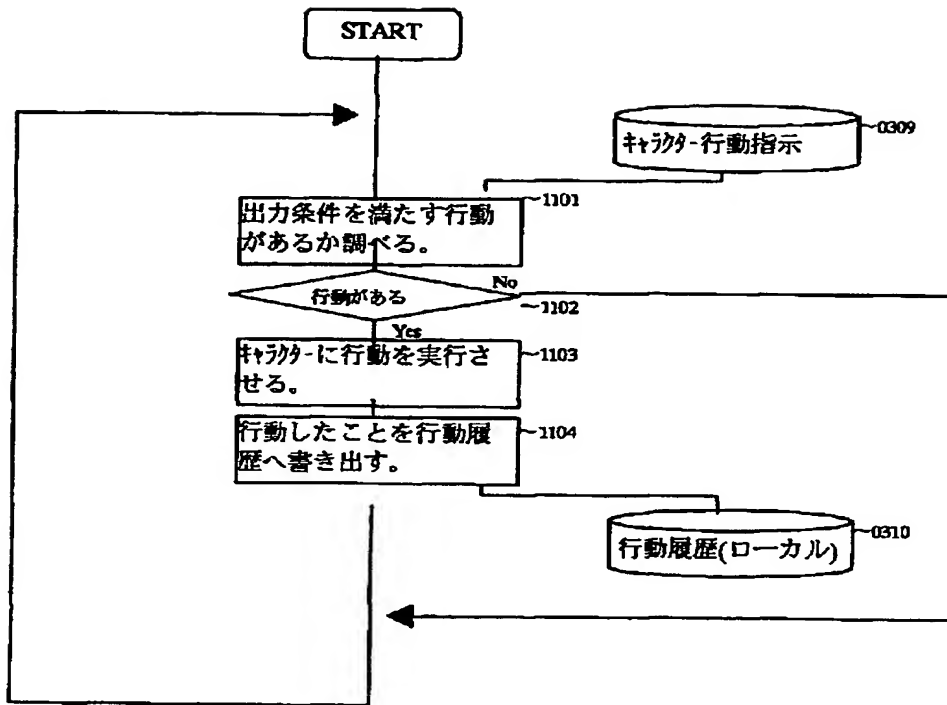 START
キャラクター行動指示
0309
出力条件を満たす行動
があるか調べる。
1101
行動がある
No
1102
Yes
キャラクターに行動を実行さ
せる。
1103
行動したことを行動履
歴へ書き出す。
1104
行動履歴(ローカル)
0310